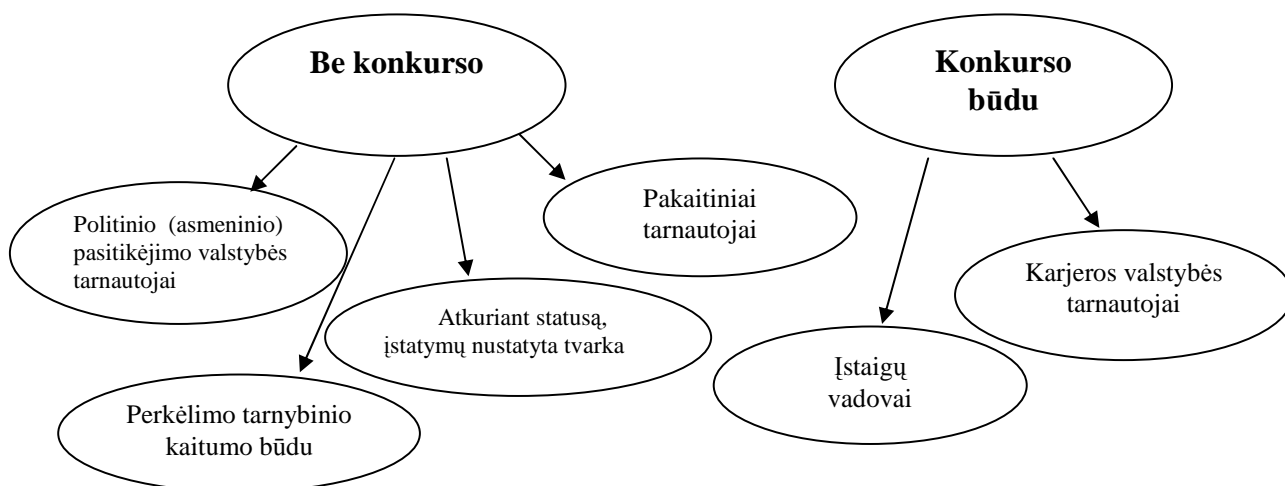 Be konkurso
Konkurso
būdu
Politinio (asmeninio)
pasitikėjimo valstybės
tarnautojai
Pakaitiniai
tarnautojai
Karjeros valstybės
tarnautojai
Atkuriant statusą,
įstatymų nustatyta tvarka
Įstaigų
vadovai
Perkėlimo tarnybinio
kaitumo būdu